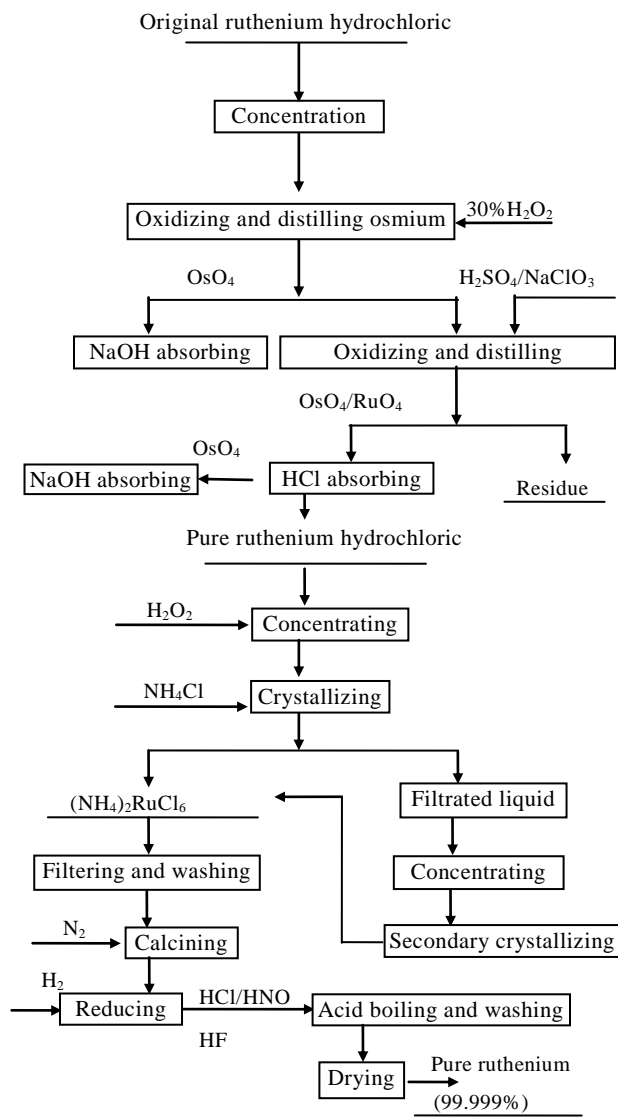 Original ruthenium hydrochloric
Concentration
Oxidizing and distilling osmium
30%H₂O₂
OsO₄
H₂SO₄/NaClO₃
NaOH absorbing
Oxidizing and distilling
OsO₄/RuO₄
OsO₄
NaOH absorbing
HCl absorbing
Residue
Pure ruthenium hydrochloric
H₂O₂
Concentrating
NH₄Cl
Crystallizing
(NH₄)₂RuCl₆
Filtrated liquid
Filtering and washing
Concentrating
N₂
Calcining
Secondary crystallizing
H₂
Reducing
HCl/HNO
HF
Acid boiling and washing
Drying
Pure ruthenium
(99.999%)